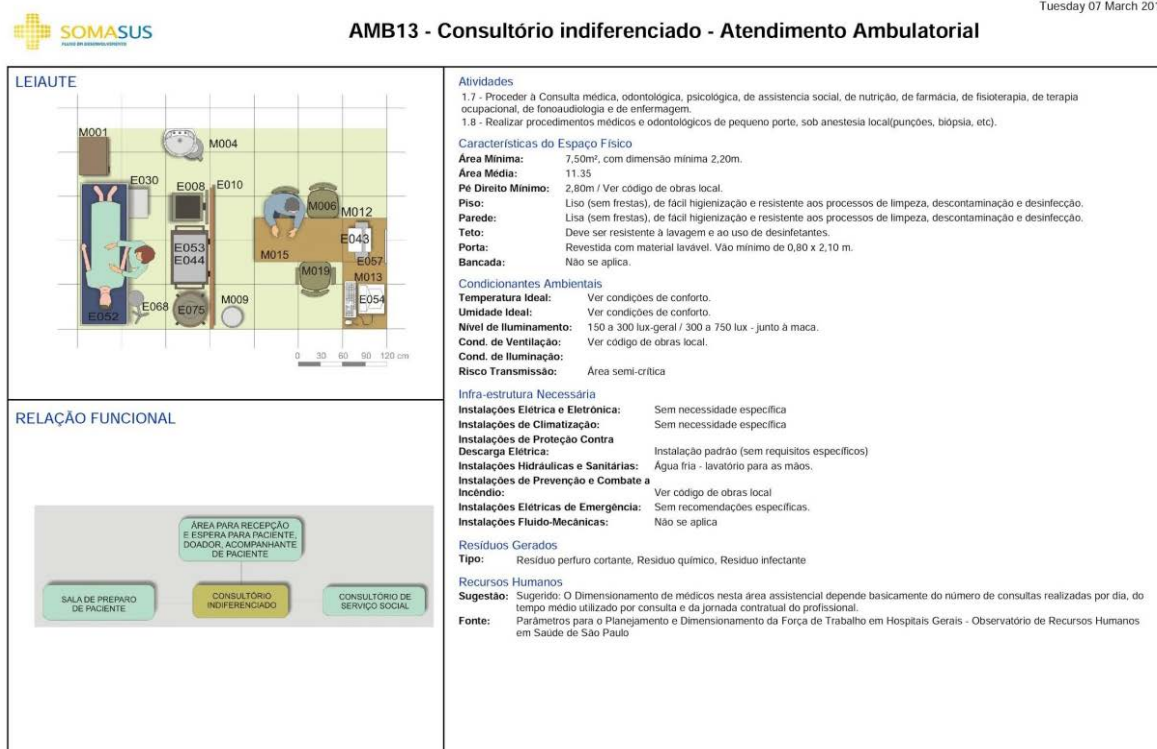 Tuesday 07 March 201
SOMASUS
AMB13 - Consultório indiferenciado - Atendimento Ambulatorial
LEIAUTE
M001
M004
E030
E008
E010
M006
M012
E043
E053
E044
M015
E057
M019
M013
E054
E068
E075
M009
E052
0 30 60 90 120 cm
RELAÇÃO FUNCIONAL
ÁREA PARA RECEPÇÃO
E ESPERA PARA PACIENTE,
DOADOR, ACOMPANHANTE
DE PACIENTE
SALA DE PREPARO
DE PACIENTE
CONSULTÓRIO
INDIFERENCIADO
CONSULTÓRIO DE
SERVIÇO SOCIAL
Atividades
1.7 - Proceder à Consulta médica, odontológica, psicológica, de assistencia social, de nutrição, de farmácia, de fisioterapia, de terapia
ocupacional, de fonoaudiologia e de enfermagem.
1.8 - Realizar procedimentos médicos e odontológicos de pequeno porte, sob anestesia local(punções, biópsia, etc).
Características do Espaço Físico
Área Mínima: 7,50m², com dimensão mínima 2,20m.
Área Média: 11.35
Pé Direito Mínimo: 2,80m / Ver código de obras local.
Piso: Liso (sem frestas), de fácil higienização e resistente aos processos de limpeza, descontaminação e desinfecção.
Parede: Lisa (sem frestas), de fácil higienização e resistente aos processos de limpeza, descontaminação e desinfecção.
Teto: Deve ser resistente à lavagem e ao uso de desinfetantes.
Porta: Revestida com material lavável. Vão mínimo de 0,80 x 2,10 m.
Bancada: Não se aplica.
Condicionantes Ambientais
Temperatura Ideal: Ver condições de conforto.
Umidade Ideal: Ver condições de conforto.
Nível de Iluminamento: 150 a 300 lux-geral / 300 a 750 lux - junto à maca.
Cond. de Ventilação: Ver código de obras local.
Cond. de Iluminação:
Risco Transmissão: Área semi-crítica
Infra-estrutura Necessária
Instalações Elétrica e Eletrônica: Sem necessidade específica
Instalações de Climatização: Sem necessidade específica
Instalações de Proteção Contra
Descarga Elétrica: Instalação padrão (sem requisitos específicos)
Instalações Hidráulicas e Sanitárias: Água fria - lavatório para as mãos.
Instalações de Prevenção e Combate a
Incêndio: Ver código de obras local
Instalações Elétricas de Emergência: Sem recomendações específicas.
Instalações Fluido-Mecânicas: Não se aplica
Resíduos Gerados
Tipo: Resíduo perfuro cortante, Residuo químico, Residuo infectante
Recursos Humanos
Sugestão: Sugerido: O Dimensionamento de médicos nesta área assistencial depende basicamente do número de consultas realizadas por dia, do
tempo médio utilizado por consulta e da jornada contratual do profissional.
Fonte: Parâmetros para o Planejamento e Dimensionamento da Força de Trabalho em Hospitais Gerais - Observatório de Recursos Humanos
em Saúde de São Paulo